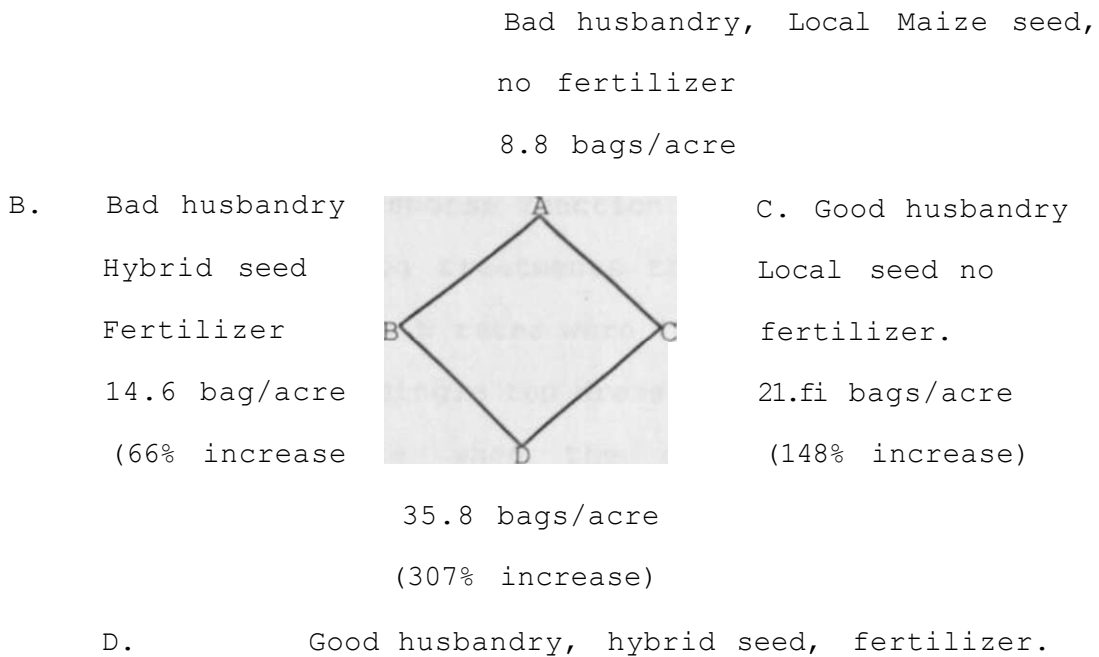 Bad husbandry, Local Maize seed,
no fertilizer
8.8 bags/acre
B. Bad husbandry
Hybrid seed
Fertilizer
14.6 bag/acre
(66% increase
A
B
C
D
C. Good husbandry
Local seed no
fertilizer.
21.fi bags/acre
(148% increase)
35.8 bags/acre
(307% increase)
D. Good husbandry, hybrid seed, fertilizer.